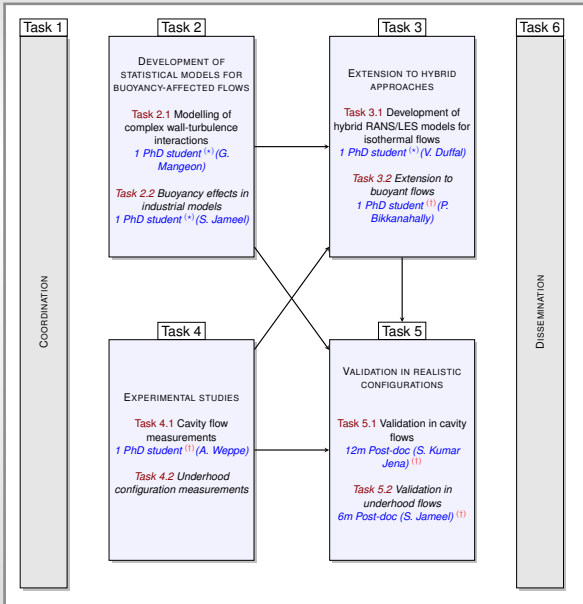 Task 1
COORDINATION
Task 2
DEVELOPMENT OF
STATISTICAL MODELS FOR
BUOYANCY-AFFECTED FLOWS
Task 2.1 Modelling of
complex wall-turbulence
interactions
1 PhD student (⋆)(G.
Mangeon)
Task 2.2 Buoyancy effects in
industrial models
1 PhD student (⋆)(S. Jameel)
Task 3
EXTENSION TO HYBRID
APPROACHES
Task 3.1 Development of
hybrid RANS/LES models for
isothermal flows
1 PhD student (⋆)(V. Duffal)
Task 3.2 Extension to
buoyant flows
1 PhD student (†)(P.
Bikkanahally)
Task 4
EXPERIMENTAL STUDIES
Task 4.1 Cavity flow
measurements
1 PhD student (†)(A. Weppe)
Task 4.2 Underhood
configuration measurements
Task 5
VALIDATION IN REALISTIC
CONFIGURATIONS
Task 5.1 Validation in cavity
flows
12m Post-doc (S. Kumar
Jena) (†)
Task 5.2 Validation in
underhood flows
6m Post-doc (S. Jameel) (†)
Task 6
DISSEMINATION